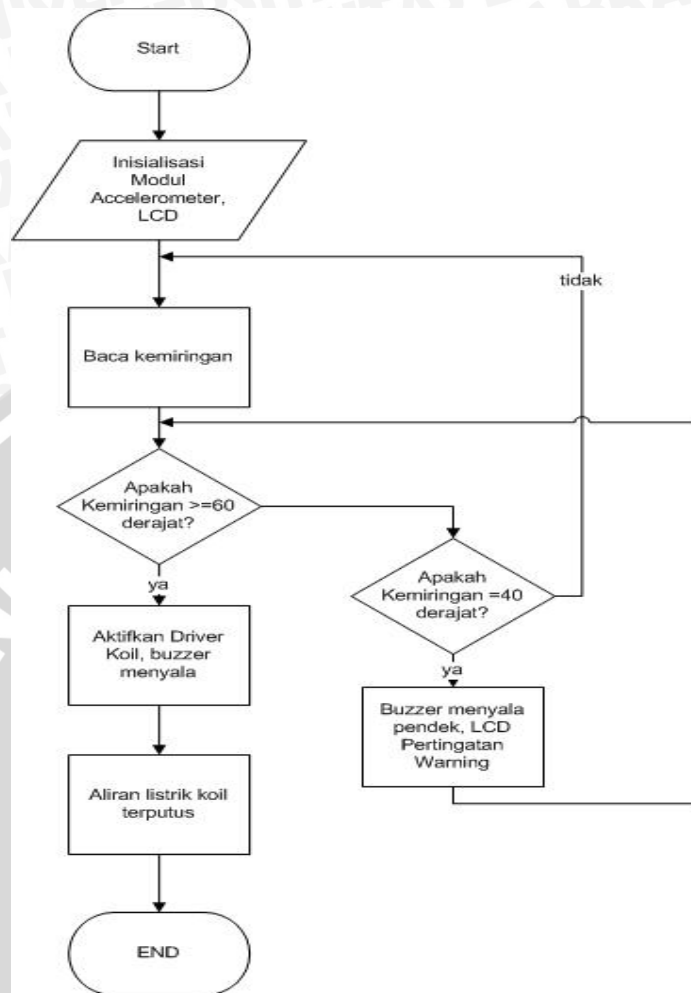 Start
Inisialisasi
Modul
Accelerometer,
LCD
tidak
Baca kemiringan
Apakah
Kemiringan >=60
derajat?
ya
Apakah
Kemiringan =40
derajat?
ya
Aktifkan Driver
Koil, buzzer
menyala
Buzzer menyala
pendek, LCD
Pertingatan
Warning
Aliran listrik koil
terputus
END